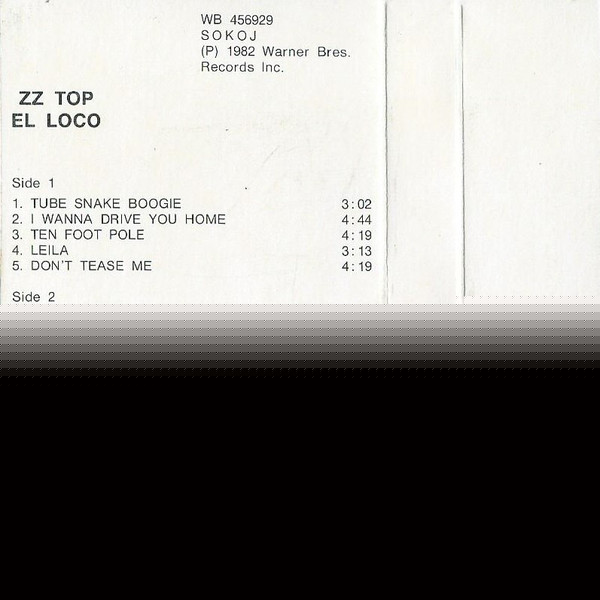 WB 456929
SOKOJ
(P) 1982 Warner Bres.
Records Inc.
ZZ TOP
EL LOCO
Side 1
1. TUBE SNAKE BOOGIE 3:02
2. I WANNA DRIVE YOU HOME 4:44
3. TEN FOOT POLE 4:19
4. LEILA 3:13
5. DON'T TEASE ME 4:19
Side 2